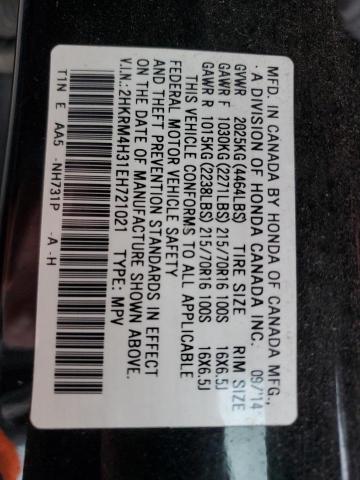 MFD. IN CANADA BY HONDA OF CANADA MFG.,
· A DIVISION OF HONDA CANADA INC. 09/'14
GVWR 2025KG(4464LBS) TIRE SIZE RIM SIZE
GAWR F 1030KG(2271LBS) 215/70R16 100S 16X6.5J
GAWR R 1015KG(2238LBS) 215/70R16 100S 16X6.5J
THIS VEHICLE CONFORMS TO ALL APPLICABLE
FEDERAL MOTOR VEHICLE SAFETY
AND THEFT PREVENTION STANDARDS IN EFFECT
ON THE DATE OF MANUFACTURE SHOWN ABOVE.
V.I.N.:2HKRM4H31EH721021 TYPE: MPV
T1N E AA5 -NH731P -A -H